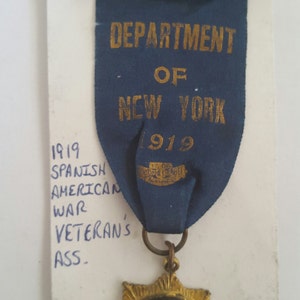 DEPARTMENT
OF
NEW YORK
1919
1919
SPANISH
AMERICAN
WAR
VETERAN'S
ASS.